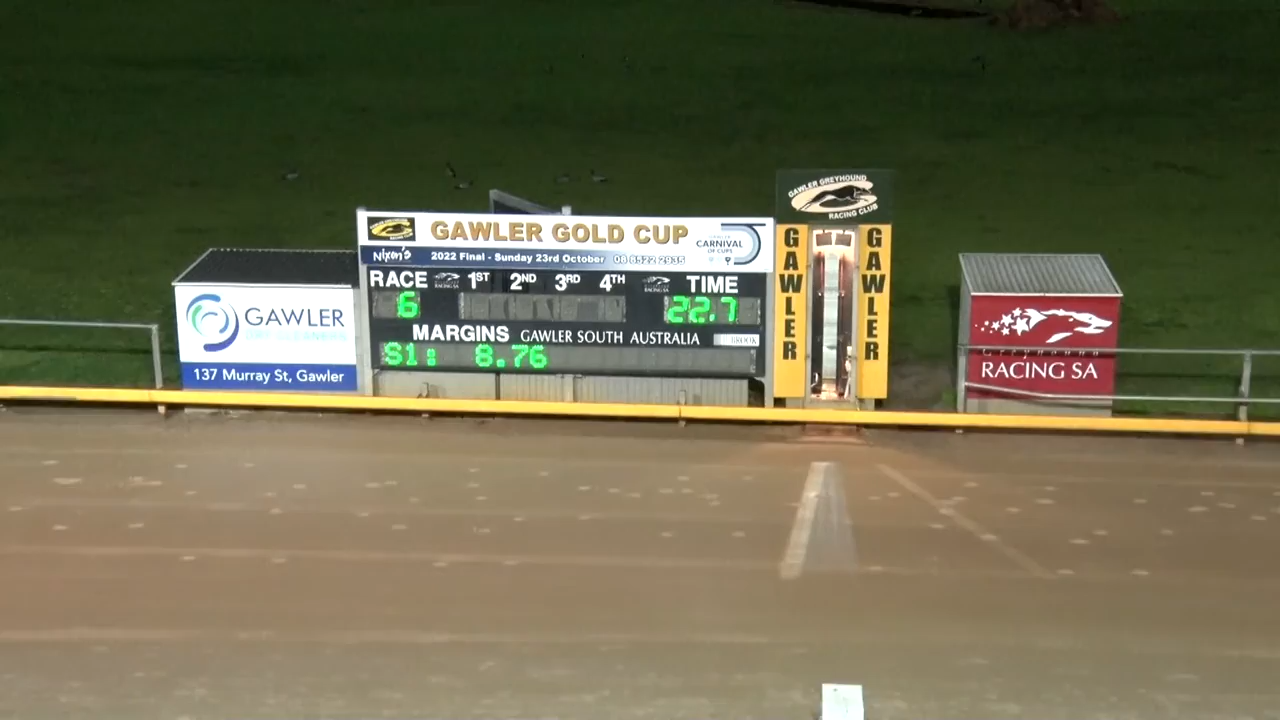 GAWLER GREYHOUND
RACING CLUB
GAWLER GOLD CUP
CARNIVAL
OF CUPS
Nixon's
2022 Final - Sunday 23rd October 08 8522 2935
RACE 1ST 2ND 3RD 4TH TIME
6 22.7
MARGINS GAWLER SOUTH AUSTRALIA
S1: 8.76
GAWLER
GAWLER
GAWLER
137 Murray St, Gawler
Greyhound
RACING SA